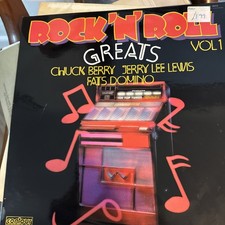 ROCK 'N' ROLL
GREATS
VOL 1
CHUCK BERRY JERRY LEE LEWIS
FATS DOMINO